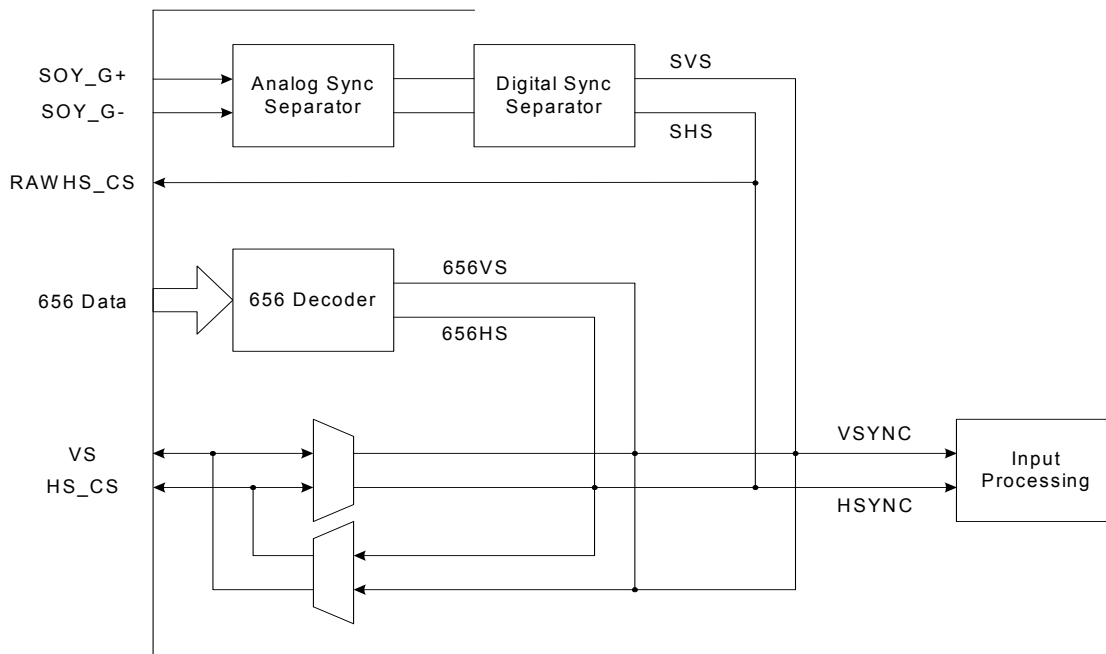 SOY_G+
SOY_G-
Analog Sync
Separator
Digital Sync
Separator
SVS
SHS
RAWHS_CS
656 Data
656 Decoder
656VS
656HS
VS
HS_CS
VSYNC
HSYNC
Input
Processing